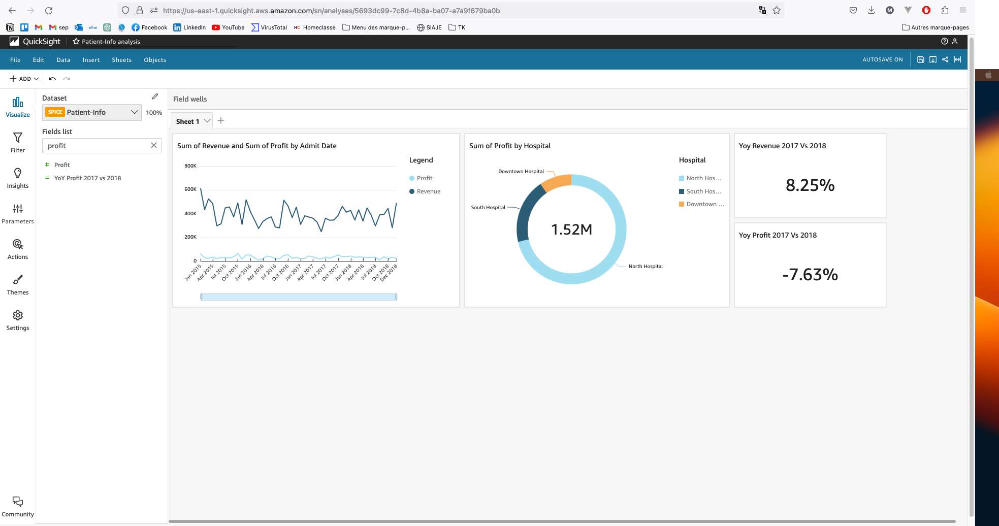 https://us-east-1.quicksight.aws.amazon.com/sn/analyses/5693dc99-7c8d-4b8a-ba07-a7a9f679ba0b
M
sep
efrei
Facebook
LinkedIn
YouTube
VirusTotal
HC Homeclasse
Menu des marque-p...
SIAJE
TK
Autres marque-pages
QuickSight
Patient-Info analysis
File Edit Data Insert Sheets Objects
AUTOSAVE ON
ADD
Visualize
Filter
Insights
Parameters
Actions
Themes
Settings
Community
Dataset
SPICE Patient-Info
100%
Fields list
profit
# Profit
= YoY Profit 2017 vs 2018
Field wells
Sheet 1
Sum of Revenue and Sum of Profit by Admit Date
800K
600K
400K
200K
0
Jan 2015
Apr 2015
Jul 2015
Oct 2015
Jan 2016
Apr 2016
Jul 2016
Oct 2016
Jan 2017
Apr 2017
Jul 2017
Oct 2017
Jan 2018
Apr 2018
Jul 2018
Oct 2018
Dec 2018
Legend
Profit
Revenue
Sum of Profit by Hospital
Downtown Hospital
South Hospital
1.52M
North Hospital
Hospital
North Hos...
South Hos...
Downtown ...
Yoy Revenue 2017 Vs 2018
8.25%
Yoy Profit 2017 Vs 2018
-7.63%